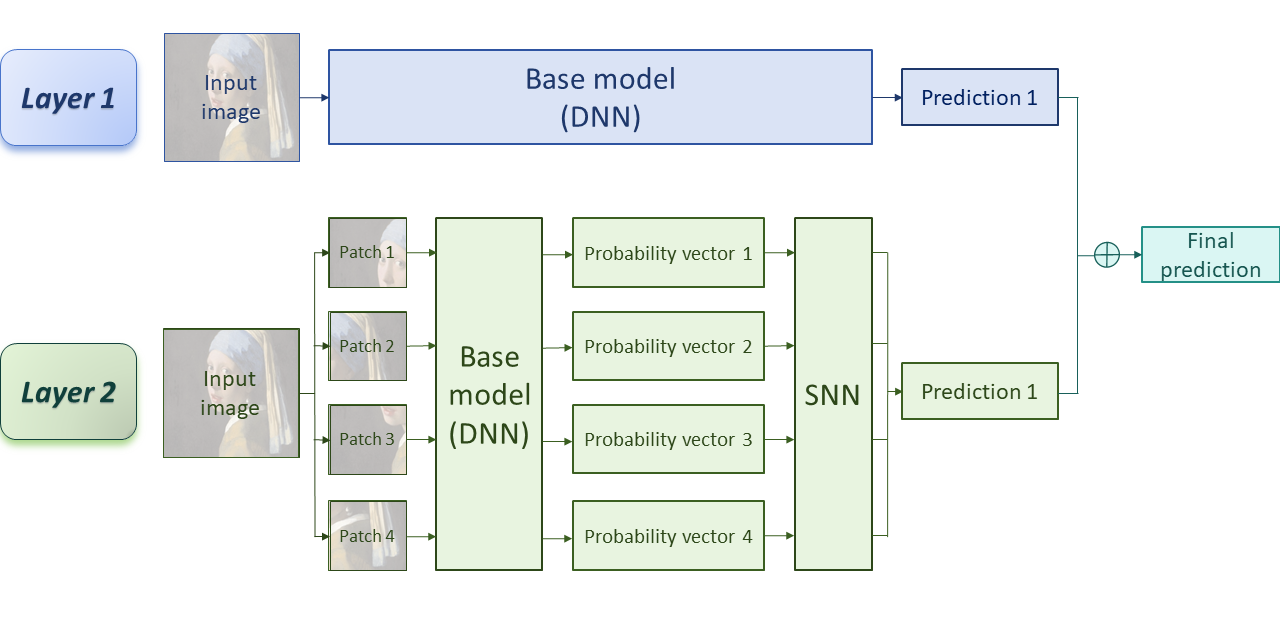 Layer 1
Input
image
Base model
(DNN)
Prediction 1
Layer 2
Input
image
Patch 1
Patch 2
Patch 3
Patch 4
Base
model
(DNN)
Probability vector 1
Probability vector 2
Probability vector 3
Probability vector 4
SNN
Prediction 1
Final
prediction